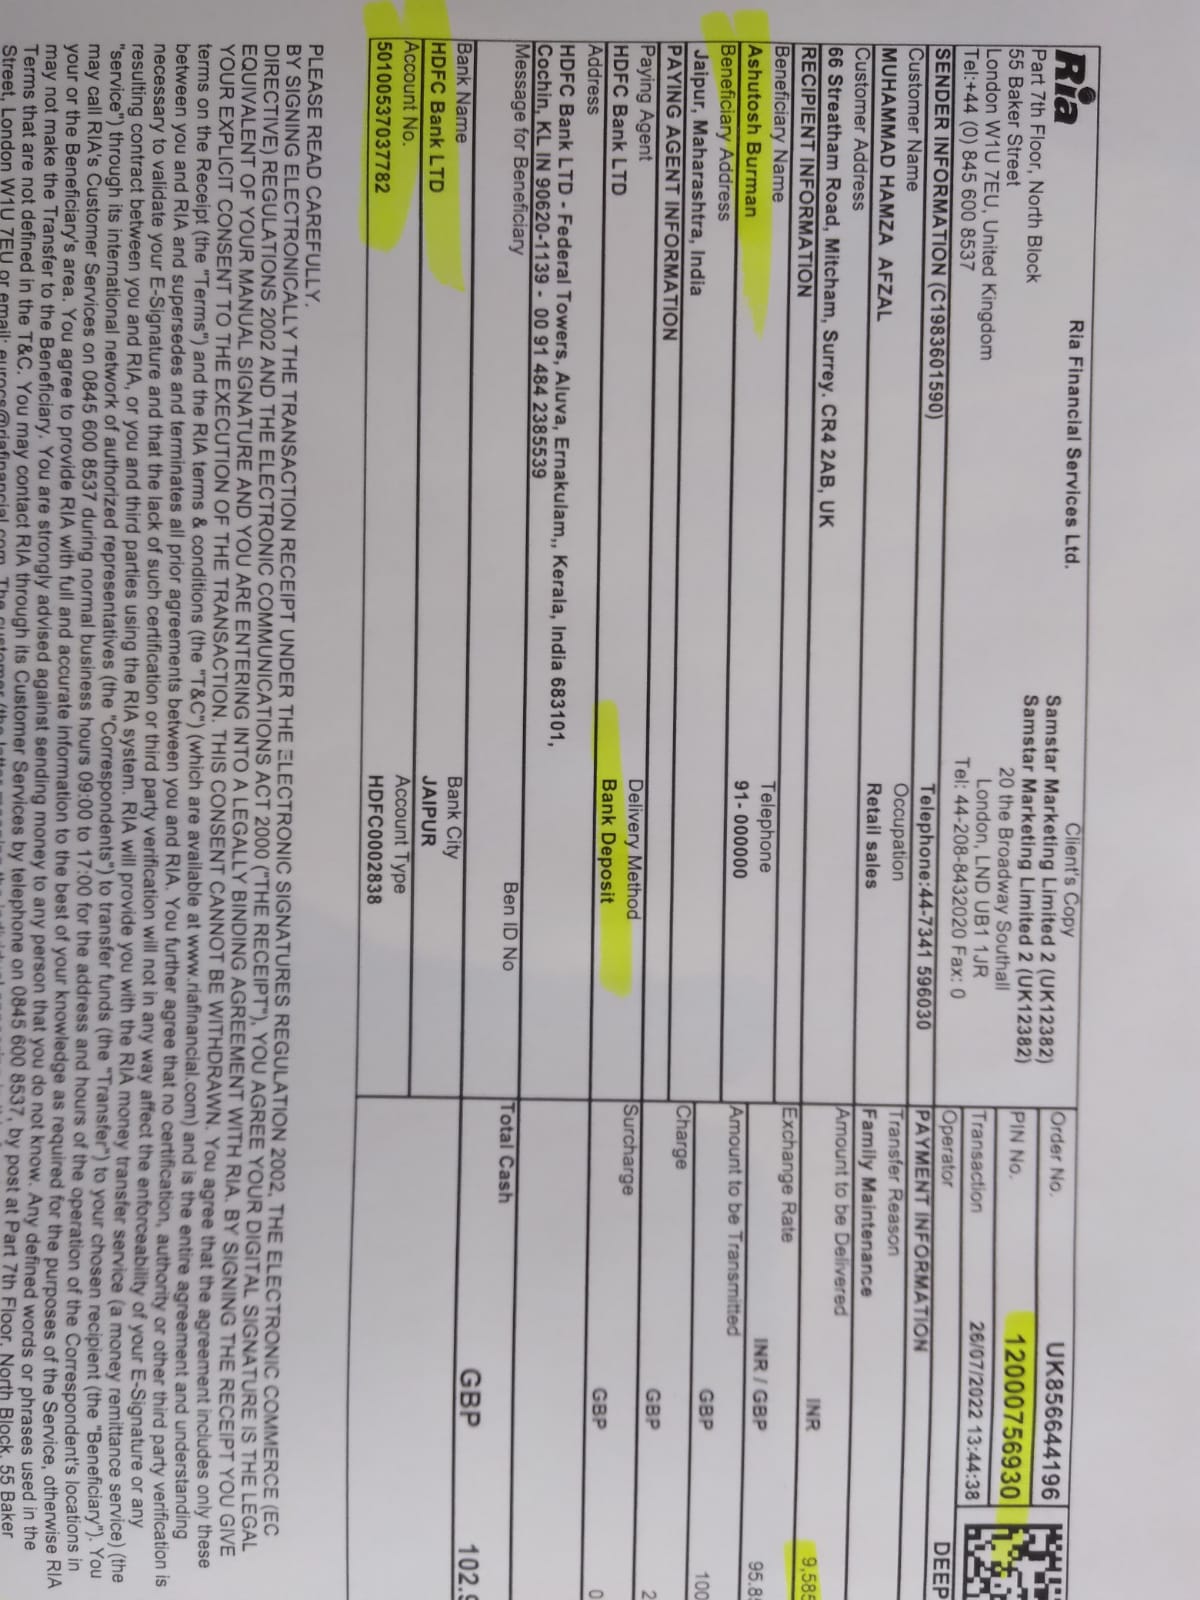 Ria
Ria Financial Services Ltd.
Part 7th Floor, North Block
55 Baker Street
London W1U 7EU, United Kingdom
Tel:+44 (0) 845 600 8537
Client's Copy
Samstar Marketing Limited 2 (UK12382)
Samstar Marketing Limited 2 (UK12382)
20 the Broadway Southall
London, LND UB1 1JR
Tel: 44-208-8432020 Fax: 0
Order No. UK856644196
PIN No. 12000756930
Transaction 26/07/2022 13:44:38
Operator DEEP
SENDER INFORMATION (C1983601590) Telephone:44-7341 596030
Customer Name Occupation
MUHAMMAD HAMZA AFZAL Retail sales
Customer Address
66 Streatham Road, Mitcham, Surrey. CR4 2AB, UK
RECIPIENT INFORMATION
Beneficiary Name Telephone
Ashutosh Burman 91- 000000
Beneficiary Address
Jaipur, Maharashtra, India
PAYING AGENT INFORMATION
Paying Agent Delivery Method
HDFC Bank LTD Bank Deposit
Address
HDFC Bank LTD - Federal Towers, Aluva, Ernakulam,, Kerala, India 683101,
Cochin, KL IN 90620-1139 - 00 91 484 2385539
Message for Beneficiary Ben ID No
Bank Name Bank City
HDFC Bank LTD JAIPUR
Account No. Account Type
50100537037782 HDFC0002838
PAYMENT INFORMATION
Transfer Reason
Family Maintenance
Amount to be Delivered
INR 9,585
Exchange Rate
INR / GBP 95.8
Amount to be Transmitted
GBP 100
Charge
GBP 2
Surcharge
GBP 0
Total Cash
GBP 102.
PLEASE READ CAREFULLY.
BY SIGNING ELECTRONICALLY THE TRANSACTION RECEIPT UNDER THE ELECTRONIC SIGNATURES REGULATION 2002, THE ELECTRONIC COMMERCE (EC
DIRECTIVE) REGULATIONS 2002 AND THE ELECTRONIC COMMUNICATIONS ACT 2000 ("THE RECEIPT"), YOU AGREE YOUR DIGITAL SIGNATURE IS THE LEGAL
EQUIVALENT OF YOUR MANUAL SIGNATURE AND YOU ARE ENTERING INTO A LEGALLY BINDING AGREEMENT WITH RIA. BY SIGNING THE RECEIPT YOU GIVE
YOUR EXPLICIT CONSENT TO THE EXECUTION OF THE TRANSACTION. THIS CONSENT CANNOT BE WITHDRAWN. You agree that the agreement includes only these
terms on the Receipt (the "Terms") and the RIA terms & conditions (the "T&C") (which are available at www.riafinancial.com) and is the entire agreement and understanding
between you and RIA and supersedes and terminates all prior agreements between you and RIA. You further agree that no certification, authority or other third party verification is
necessary to validate your E-Signature and that the lack of such certification or third party verification will not in any way affect the enforceability of your E-Signature or any
resulting contract between you and RIA, or you and third parties using the RIA system. RIA will provide you with the RIA money transfer service (a money remittance service) (the
"service") through its international network of authorized representatives (the "Correspondents") to transfer funds (the "Transfer") to your chosen recipient (the "Beneficiary"). You
may call RIA's Customer Services on 0845 600 8537 during normal business hours 09:00 to 17:00 for the address and hours of the operation of the Correspondent's locations in
your or the Beneficiary's area. You agree to provide RIA with full and accurate information to the best of your knowledge as required for the purposes of the Service, otherwise RIA
may not make the Transfer to the Beneficiary. You are strongly advised against sending money to any person that you do not know. Any defined words or phrases used in the
Terms that are not defined in the T&C. You may contact RIA through its Customer Services by telephone on 0845 600 8537, by post at Part 7th Floor, North Block, 55 Baker
Street, London W1U 7EU or email: